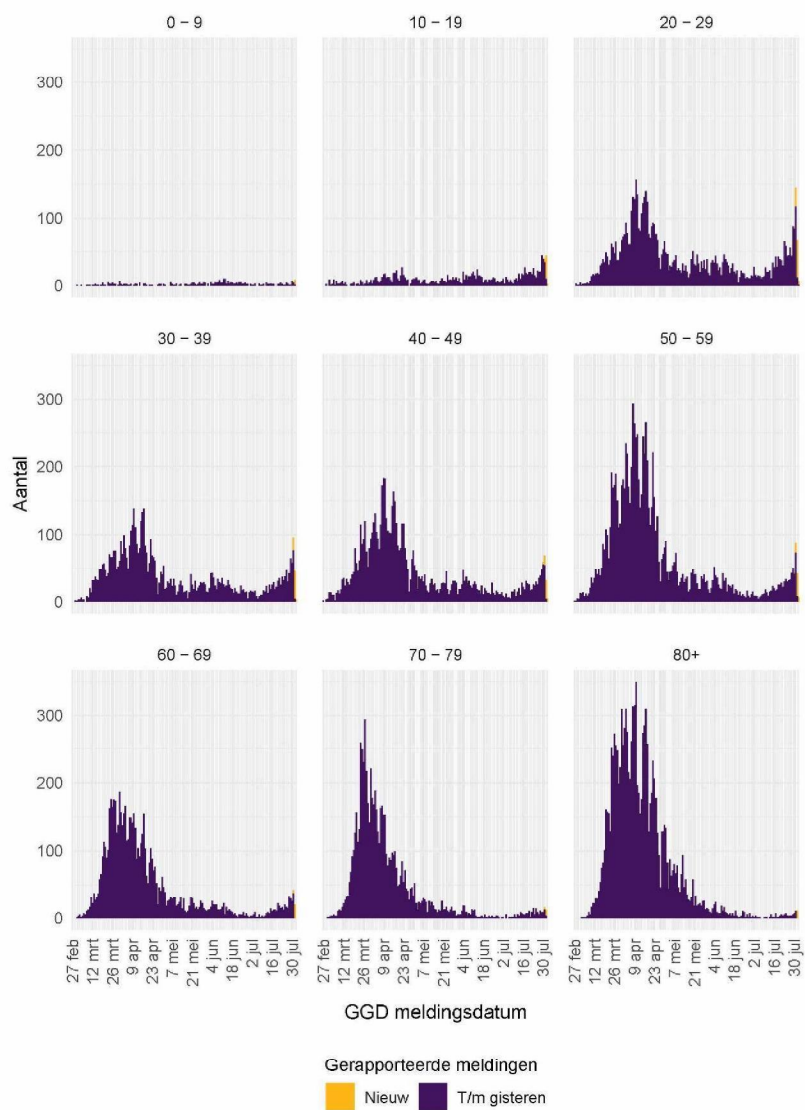 0 – 9
10 – 19
20 – 29
300
200
100
0
30 – 39
40 – 49
50 – 59
Aantal
300
200
100
0
60 – 69
70 – 79
80+
300
200
100
0
27 feb
12 mrt
26 mrt
9 apr
23 apr
7 mei
21 mei
4 jun
18 jun
2 jul
16 jul
30 jul
27 feb
12 mrt
26 mrt
9 apr
23 apr
7 mei
21 mei
4 jun
18 jun
2 jul
16 jul
30 jul
27 feb
12 mrt
26 mrt
9 apr
23 apr
7 mei
21 mei
4 jun
18 jun
2 jul
16 jul
30 jul
GGD meldingsdatum
Gerapporteerde meldingen
Nieuw
T/m gisteren